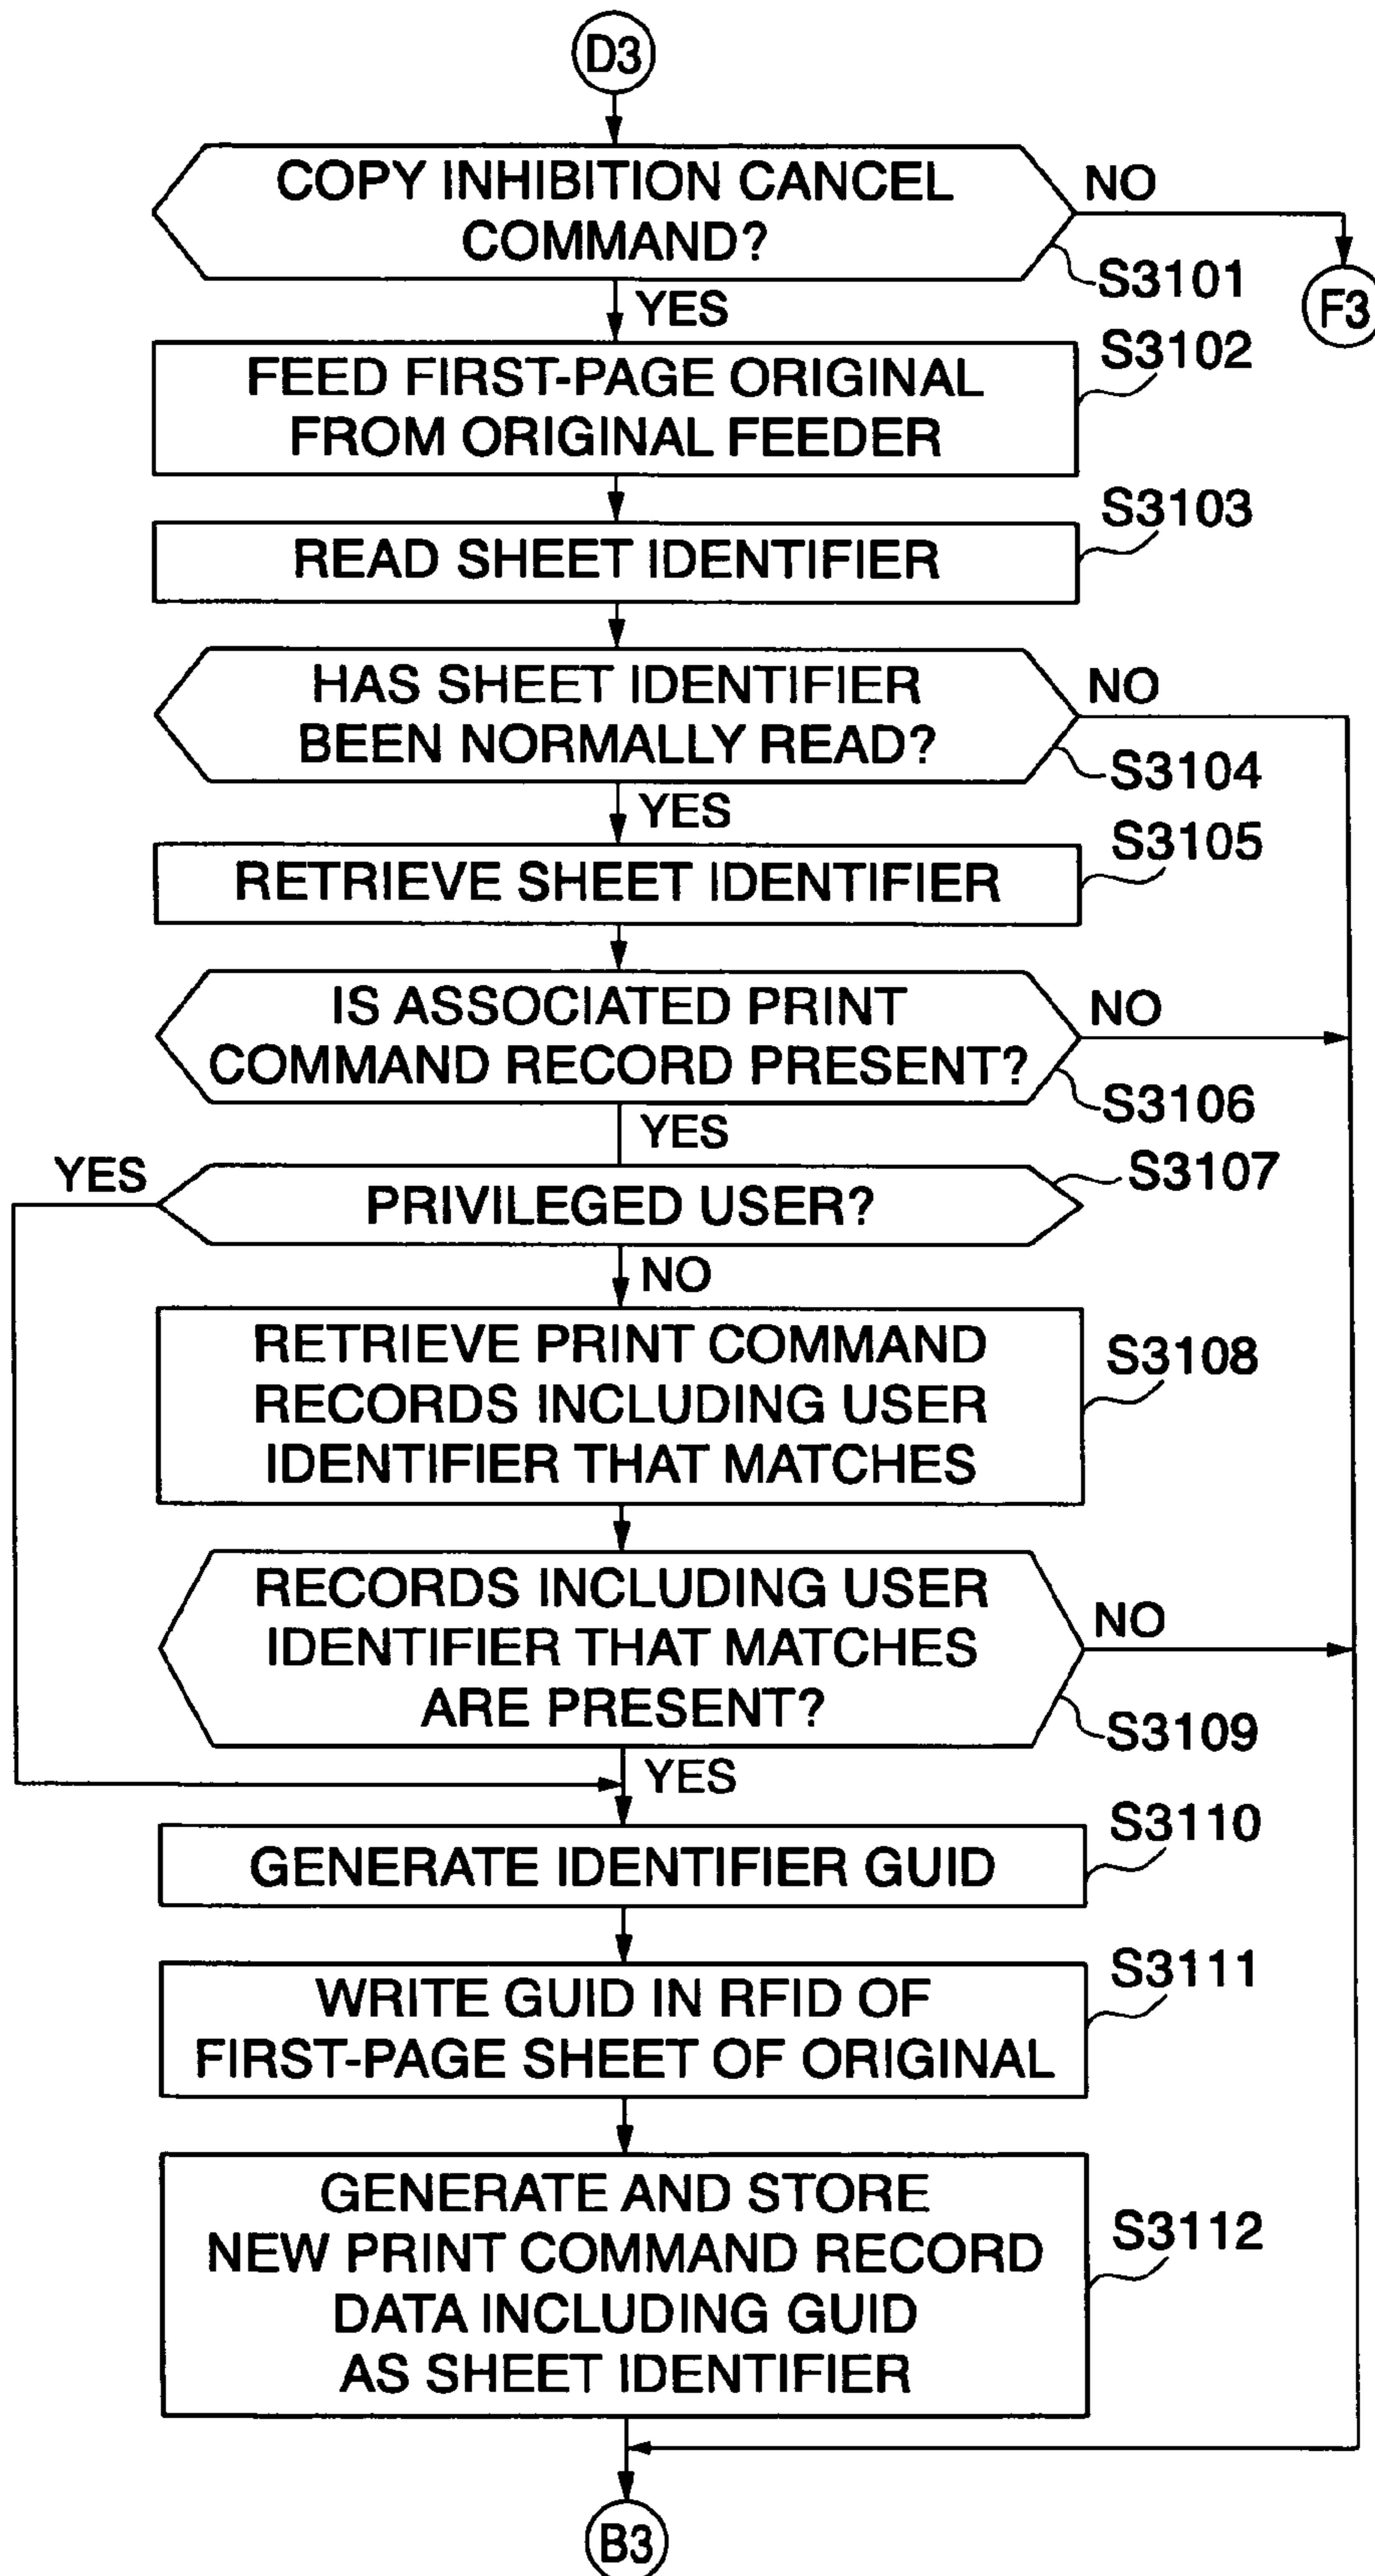 D3
COPY INHIBITION CANCEL
COMMAND?
NO
S3101
F3
YES
FEED FIRST-PAGE ORIGINAL
FROM ORIGINAL FEEDER
S3102
READ SHEET IDENTIFIER
S3103
HAS SHEET IDENTIFIER
BEEN NORMALLY READ?
NO
S3104
YES
RETRIEVE SHEET IDENTIFIER
S3105
IS ASSOCIATED PRINT
COMMAND RECORD PRESENT?
NO
S3106
YES
YES
PRIVILEGED USER?
S3107
NO
RETRIEVE PRINT COMMAND
RECORDS INCLUDING USER
IDENTIFIER THAT MATCHES
S3108
RECORDS INCLUDING USER
IDENTIFIER THAT MATCHES
ARE PRESENT?
NO
S3109
YES
GENERATE IDENTIFIER GUID
S3110
WRITE GUID IN RFID OF
FIRST-PAGE SHEET OF ORIGINAL
S3111
GENERATE AND STORE
NEW PRINT COMMAND RECORD
DATA INCLUDING GUID
AS SHEET IDENTIFIER
S3112
B3